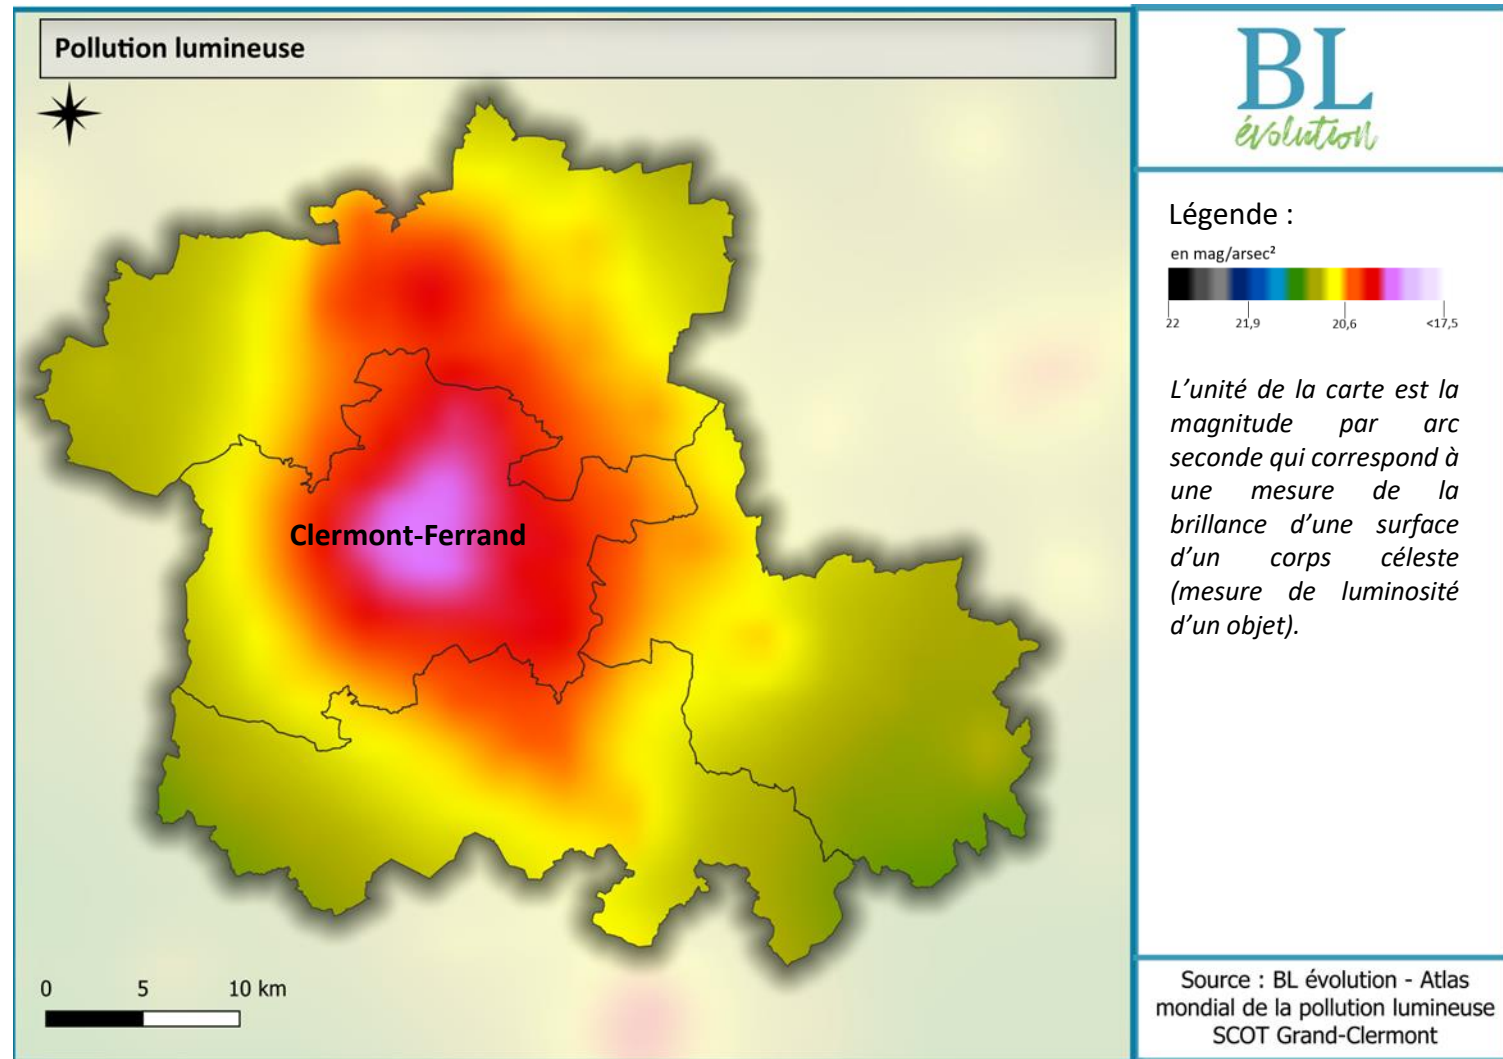 Pollution lumineuse
BL
évolution
Légende :
en mag/arsec²
22 21,9 20,6 <17,5
L’unité de la carte est la
magnitude par arc
seconde qui correspond à
une mesure de la
brillance d’une surface
d’un corps céleste
(mesure de luminosité
d’un objet).
Clermont-Ferrand
0 5 10 km
Source : BL évolution - Atlas
mondial de la pollution lumineuse
SCOT Grand-Clermont